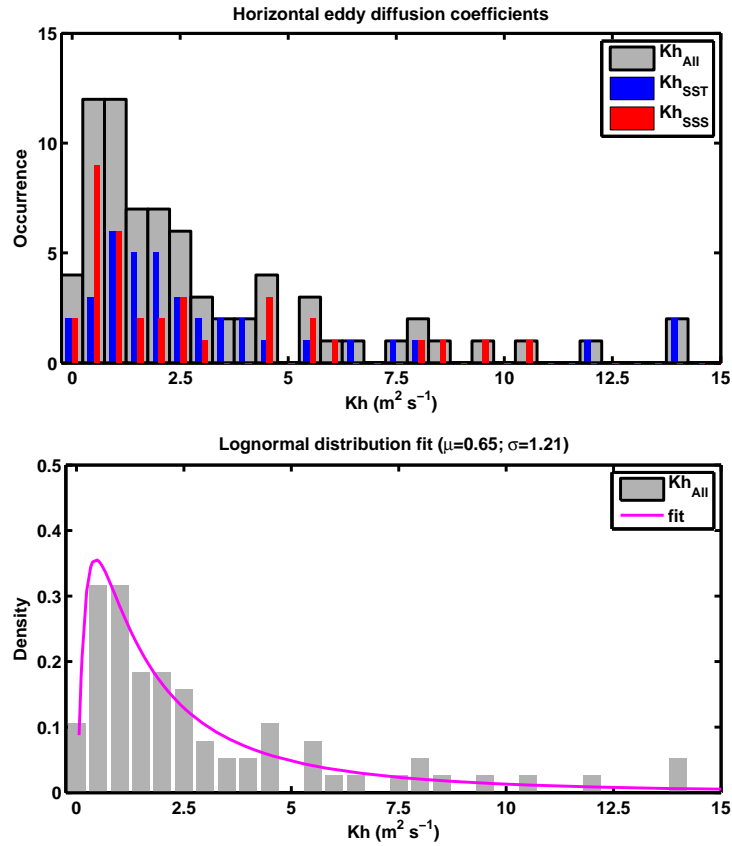 Horizontal eddy diffusion coefficients
15
10
5
0
Occurrence
Kh_All
Kh_SST
Kh_SSS
0 2.5 5 7.5 10 12.5 15
Kh (m² s⁻¹)
Lognormal distribution fit (μ=0.65; σ=1.21)
0.5
0.4
0.3
0.2
0.1
0
Density
Kh_All
fit
0 2.5 5 7.5 10 12.5 15
Kh (m² s⁻¹)